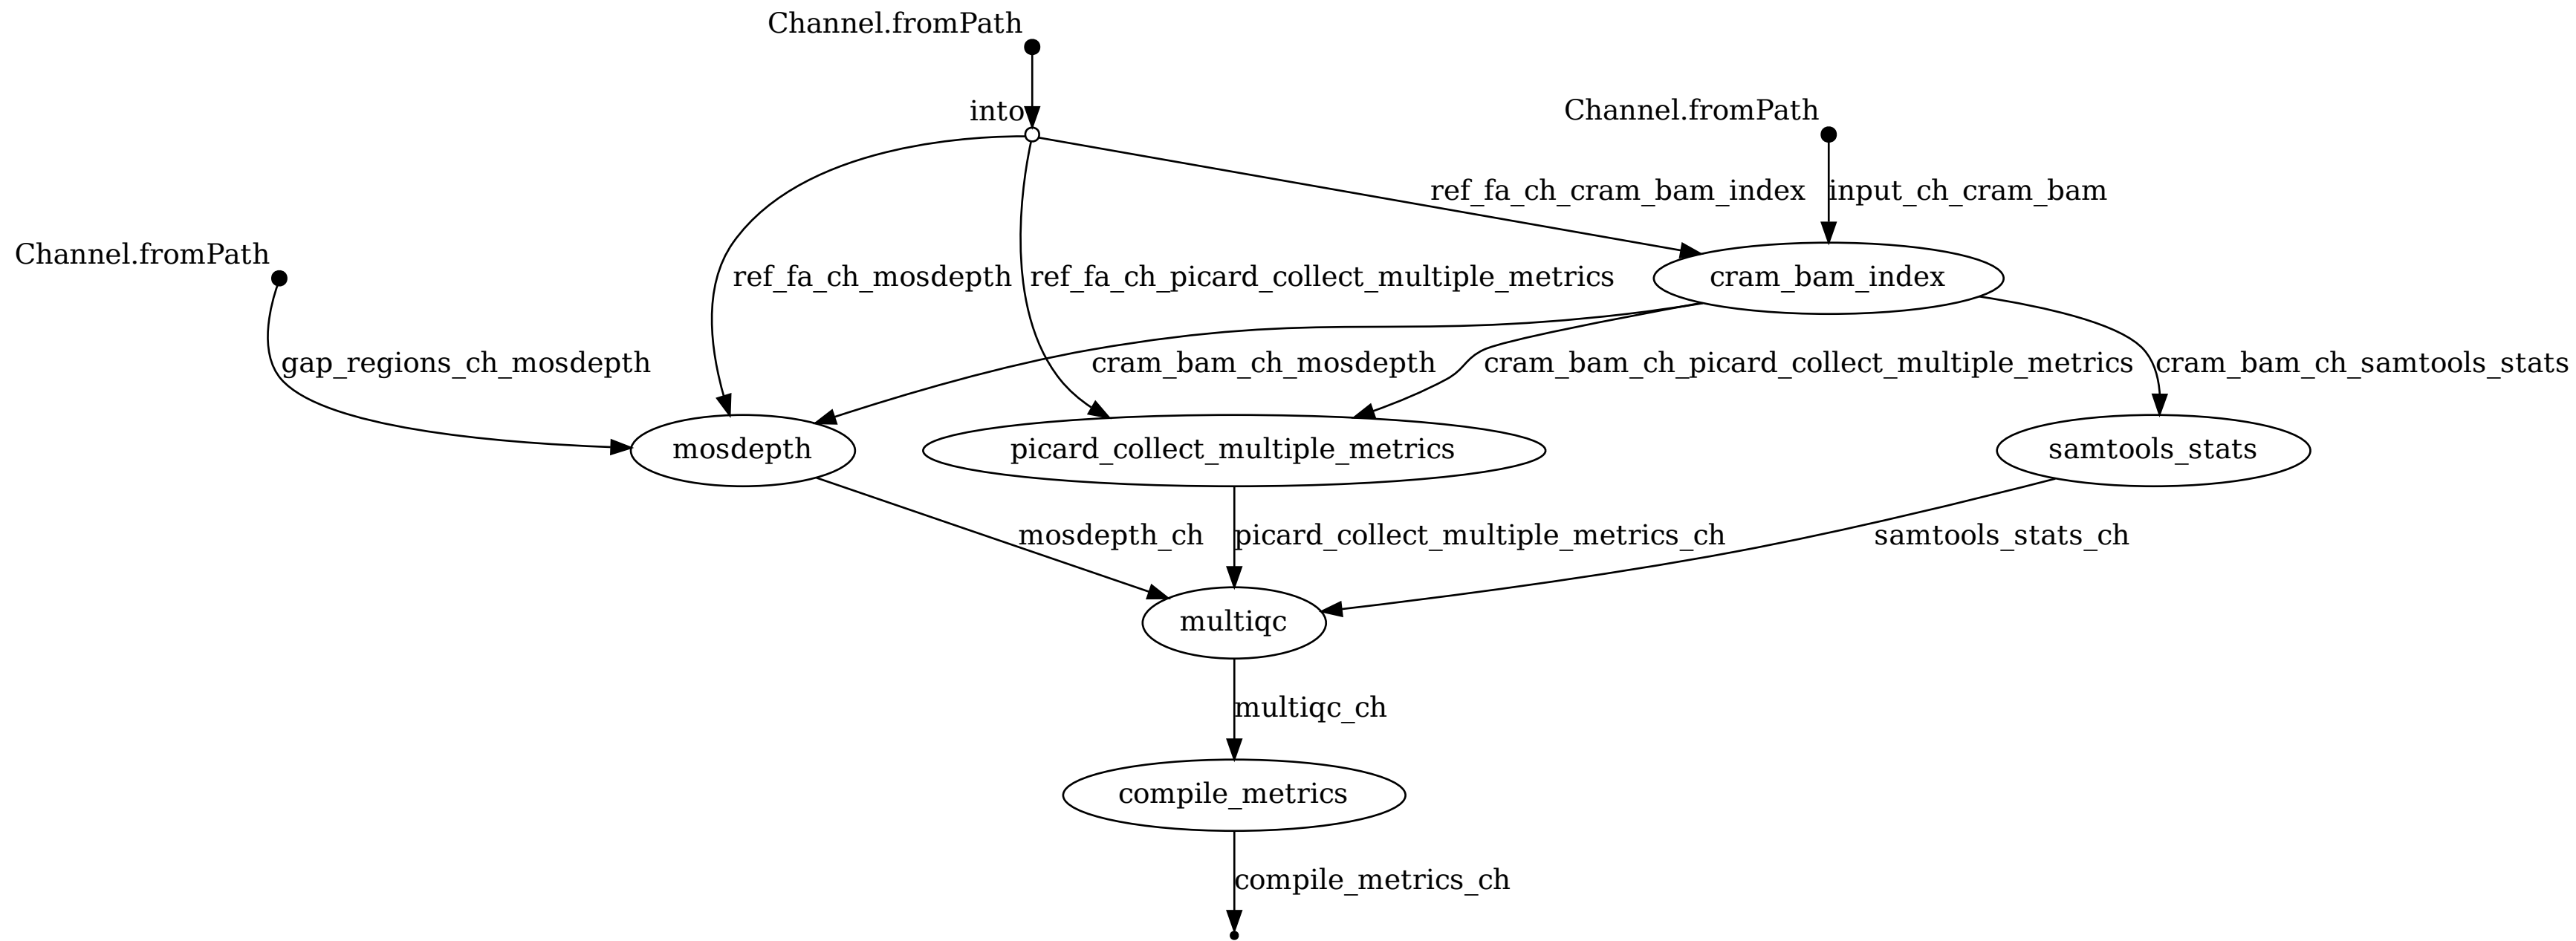 Channel.fromPath
into
Channel.fromPath
ref_fa_ch_cram_bam_index
input_ch_cram_bam
Channel.fromPath
ref_fa_ch_mosdepth
ref_fa_ch_picard_collect_multiple_metrics
cram_bam_index
gap_regions_ch_mosdepth
cram_bam_ch_mosdepth
cram_bam_ch_picard_collect_multiple_metrics
cram_bam_ch_samtools_stats
mosdepth
picard_collect_multiple_metrics
samtools_stats
mosdepth_ch
picard_collect_multiple_metrics_ch
samtools_stats_ch
multiqc
multiqc_ch
compile_metrics
compile_metrics_ch